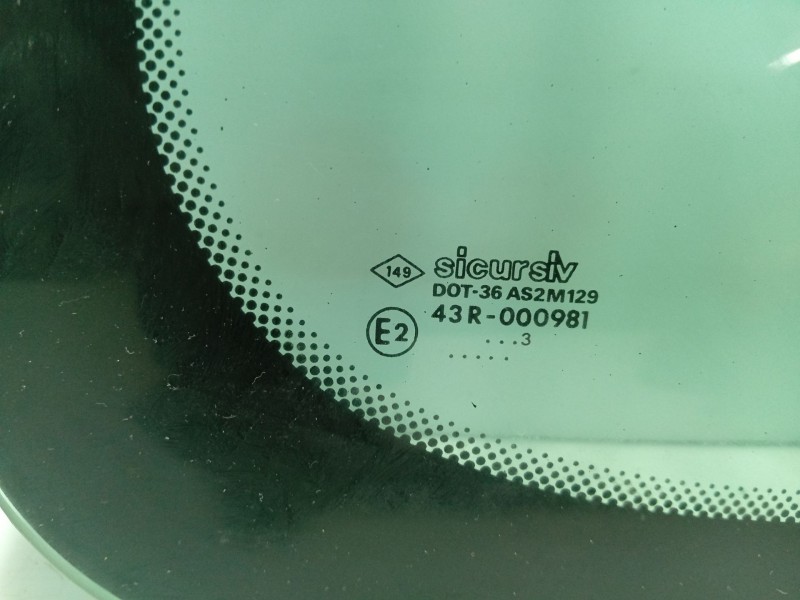 149 sicursiv
DOT-36 AS2M129
E2 43R-000981
...3
.....